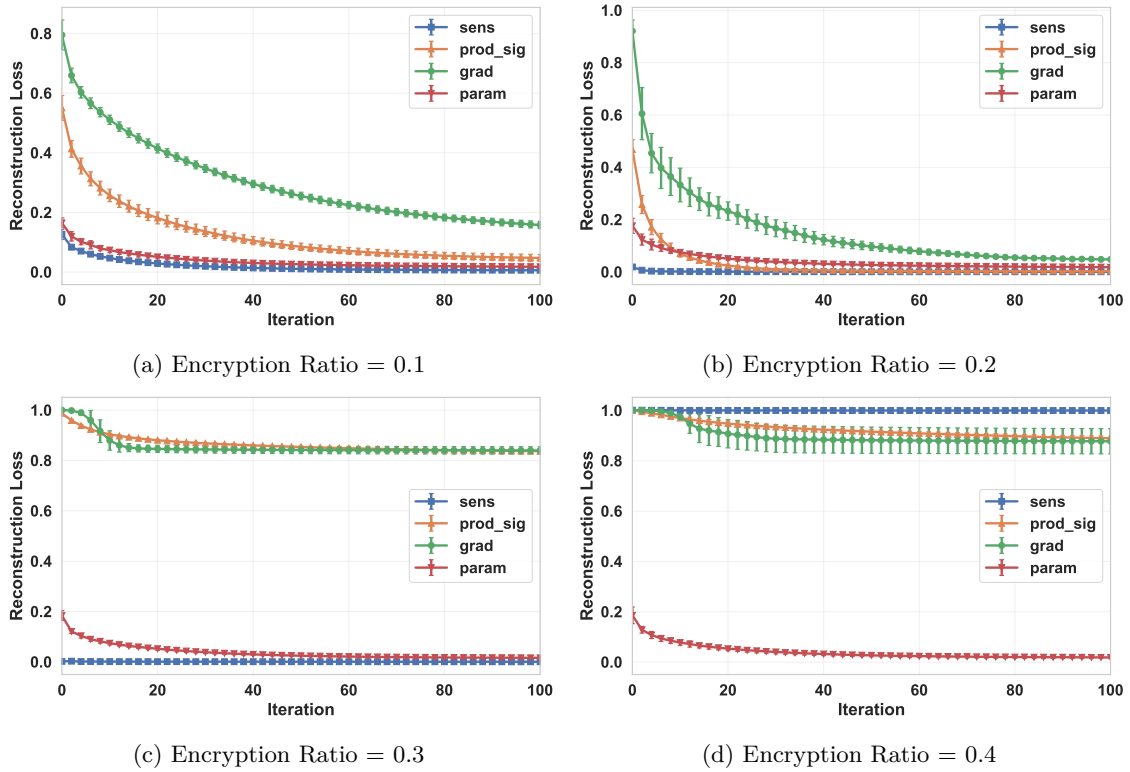 Reconstruction Loss
0.8
0.6
0.4
0.2
0.0
sens
prod_sig
grad
param
0 20 40 60 80 100
Iteration
(a) Encryption Ratio = 0.1
Reconstruction Loss
1.0
0.8
0.6
0.4
0.2
0.0
sens
prod_sig
grad
param
0 20 40 60 80 100
Iteration
(b) Encryption Ratio = 0.2
Reconstruction Loss
1.0
0.8
0.6
0.4
0.2
0.0
sens
prod_sig
grad
param
0 20 40 60 80 100
Iteration
(c) Encryption Ratio = 0.3
Reconstruction Loss
1.0
0.8
0.6
0.4
0.2
0.0
sens
prod_sig
grad
param
0 20 40 60 80 100
Iteration
(d) Encryption Ratio = 0.4